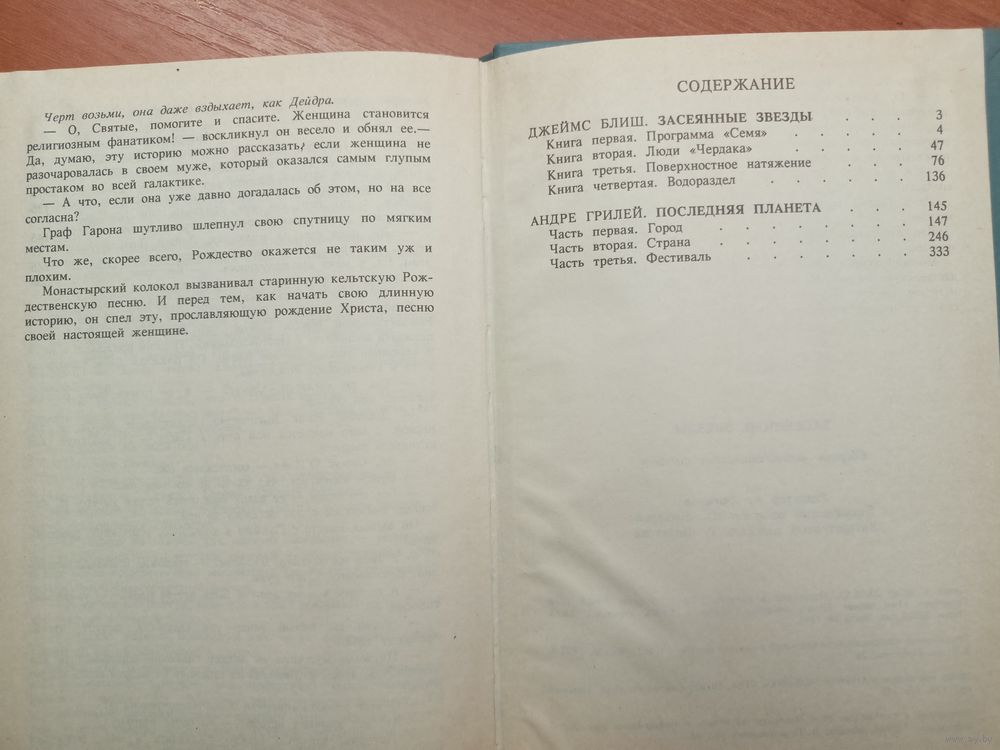 Черт возьми, она даже вздыхает, как Дейдра.
— О, Святые, помогите и спасите. Женщина становится
религиозным фанатиком! — воскликнул он весело и обнял ее.—
Да, думаю, эту историю можно рассказать, если женщина не
разочаровалась в своем муже, который оказался самым глупым
простаком во всей галактике.
— А что, если она уже давно догадалась об этом, но на все
согласна?
Граф Гарона шутливо шлепнул свою спутницу по мягким
местам.
Что же, скорее всего, Рождество окажется не таким уж и
плохим.
Монастырский колокол вызванивал старинную кельтскую Рож-
дественскую песню. И перед тем, как начать свою длинную
историю, он спел эту, прославляющую рождение Христа, песню
своей настоящей женщине.
СОДЕРЖАНИЕ
ДЖЕЙМС БЛИШ. ЗАСЕЯННЫЕ ЗВЕЗДЫ . . . 3
Книга первая. Программа «Семя» . . . . . 4
Книга вторая. Люди «Чердака» . . . . . 47
Книга третья. Поверхностное натяжение . . . . 76
Книга четвертая. Водораздел . . . . . . 136
АНДРЕ ГРИЛЕЙ. ПОСЛЕДНЯЯ ПЛАНЕТА . . . 145
Часть первая. Город . . . . . . . 147
Часть вторая. Страна . . . . . . . 246
Часть третья. Фестиваль . . . . . . 333